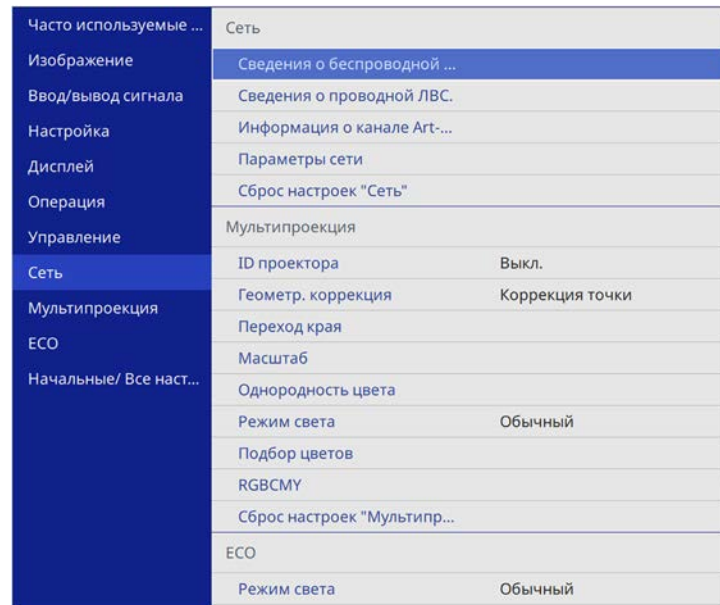 Часто используемые ...
Изображение
Ввод/вывод сигнала
Настройка
Дисплей
Операция
Управление
Сеть
Мультипроекция
ECO
Начальные/ Все наст...
Сеть
Сведения о беспроводной ...
Сведения о проводной ЛВС.
Информация о канале Art-...
Параметры сети
Сброс настроек "Сеть"
Мультипроекция
ID проектора Выкл.
Геометр. коррекция Коррекция точки
Переход края
Масштаб
Однородность цвета
Режим света Обычный
Подбор цветов
RGBCMY
Сброс настроек "Мультипр...
ECO
Режим света Обычный